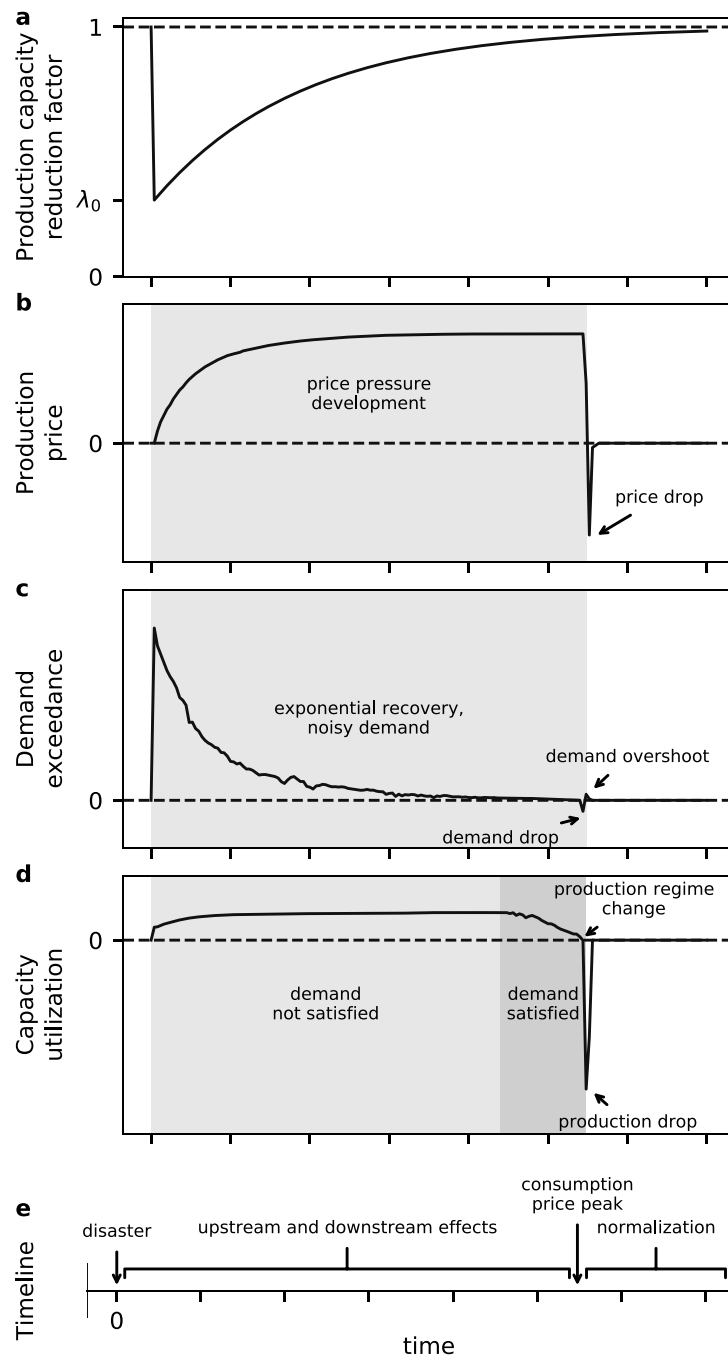 a
1
λ0
0
Production capacity
reduction factor
b
price pressure
development
0
Production
price
price drop
c
exponential recovery,
noisy demand
demand overshoot
0
Demand
exceedance
demand drop
d
production regime
change
0
Capacity
utilization
demand
not satisfied
demand
satisfied
production drop
e
consumption
price peak
disaster
upstream and downstream effects
normalization
Timeline
0
time